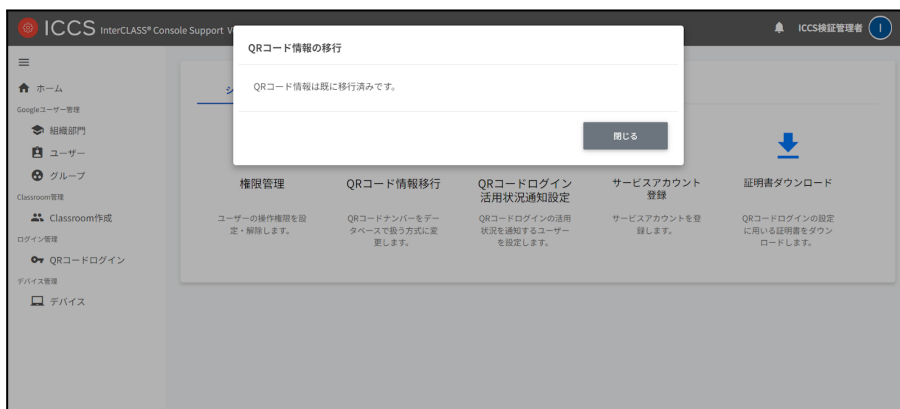 ICCS InterCLASS® Console Support V
ICCS検証管理者
I
QRコード情報の移行
QRコード情報は既に移行済みです。
閉じる
ホーム
Googleユーザー管理
組織部門
ユーザー
グループ
Classroom管理
Classroom作成
ログイン管理
QRコードログイン
デバイス管理
デバイス
シ
権限管理
ユーザーの操作権限を設
定・解除します。
QRコード情報移行
QRコードナンバーをデー
タベースで扱う方式に変
更します。
QRコードログイン
活用状況通知設定
QRコードログインの活用
状況を通知するユーザー
を設定します。
サービスアカウント
登録
サービスアカウントを登
録します。
証明書ダウンロード
QRコードログインの設定
に用いる証明書をダウン
ロードします。